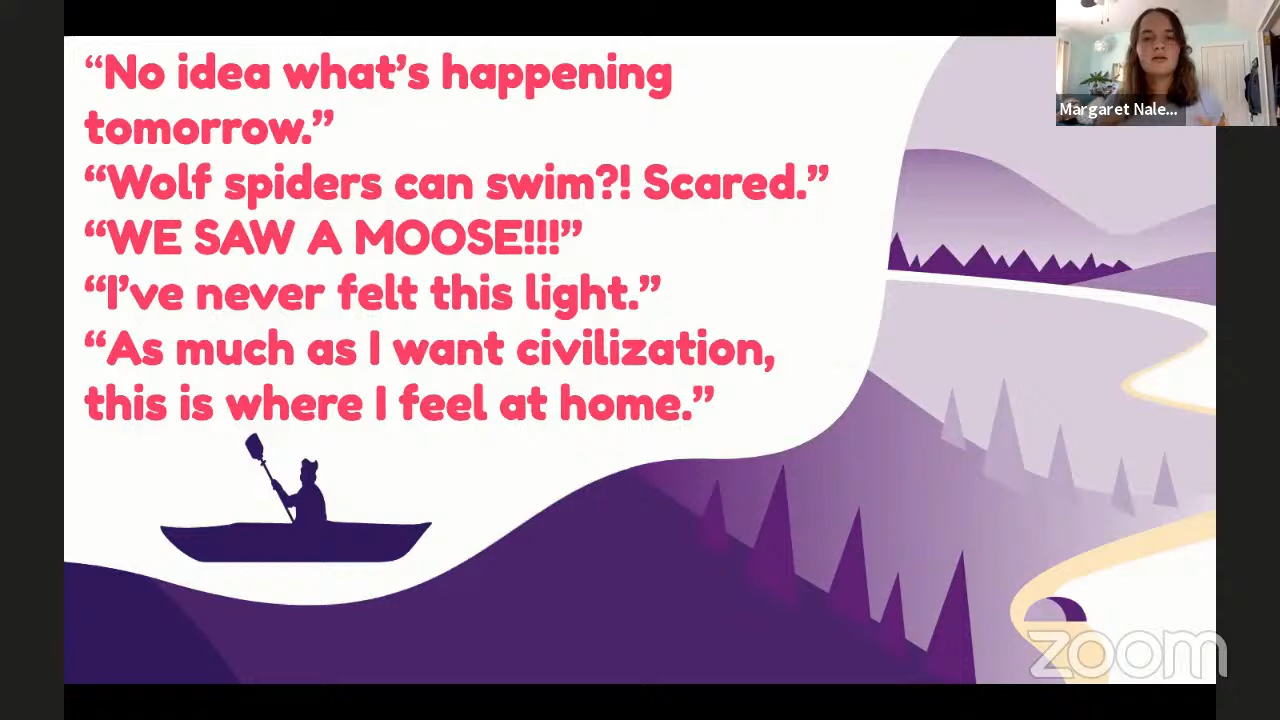 “No idea what’s happening
tomorrow.”
“Wolf spiders can swim?! Scared.”
“WE SAW A MOOSE!!!”
“I’ve never felt this light.”
“As much as I want civilization,
this is where I feel at home.”
Margaret Nale...
zoom